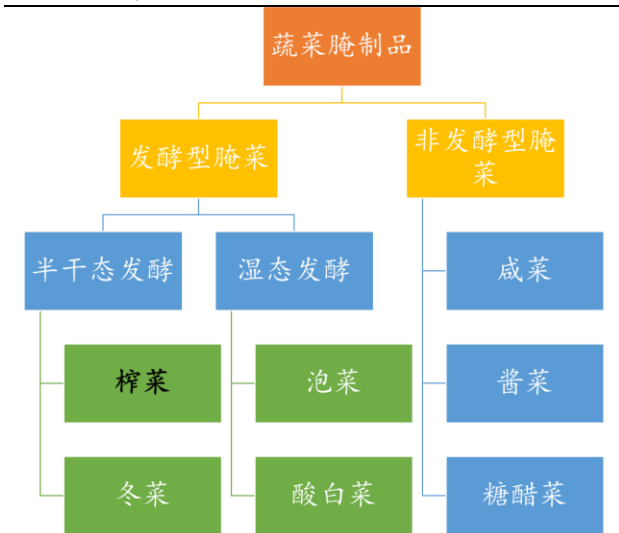 蔬菜腌制品
发酵型腌菜
非发酵型腌
菜
半干态发酵
湿态发酵
咸菜
榨菜
泡菜
酱菜
冬菜
酸白菜
糖醋菜